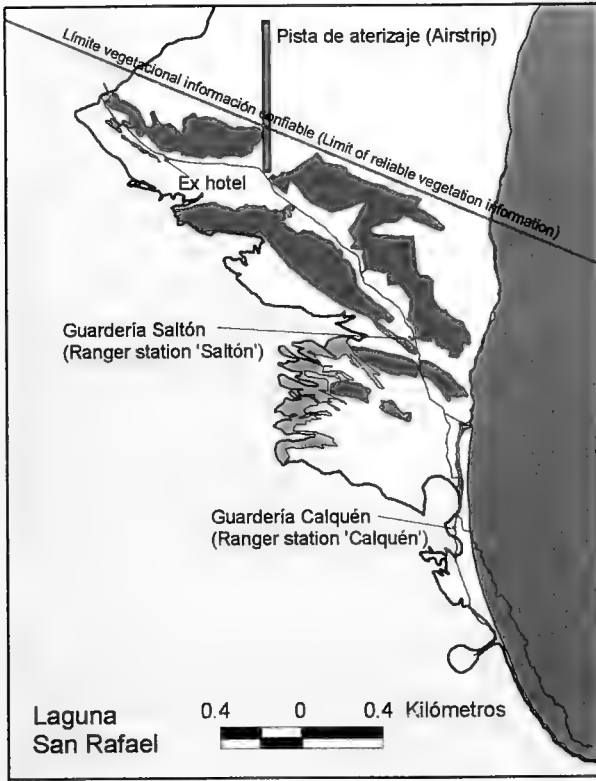 Pista de aterizaje (Airstrip)
Límite vegetacional información confiable (Limit of reliable vegetation information)
Ex hotel
Guardería Saltón
(Ranger station 'Saltón')
Guardería Calquén
(Ranger station 'Calquén')
Laguna
San Rafael
0.4 0 0.4 Kilómetros